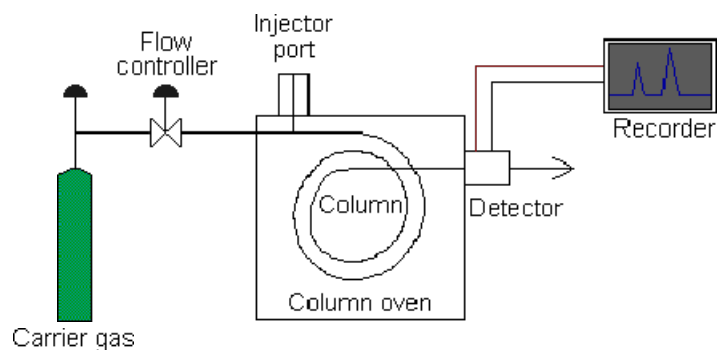 Injector
port
Flow
controller
Recorder
Column
Detector
Column oven
Carrier gas